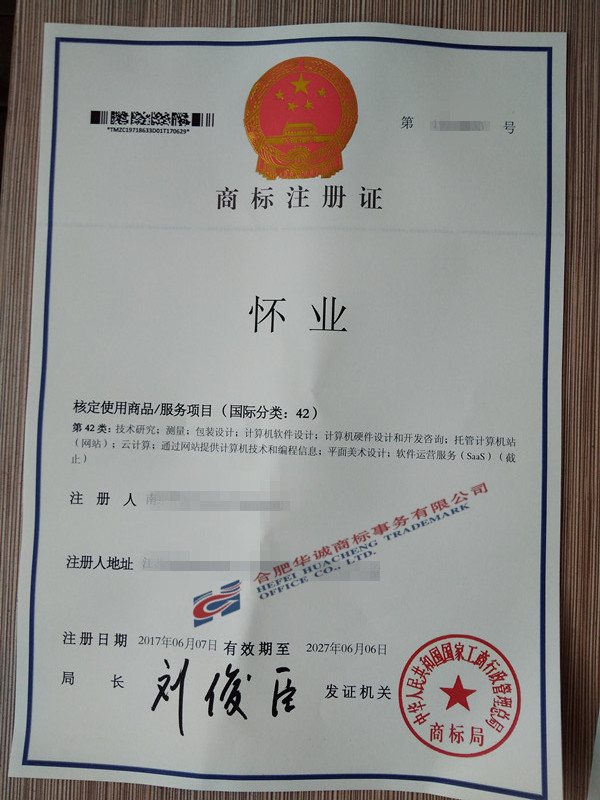 *TMZC19718633D01T170629*
第 号
商标注册证
怀业
核定使用商品/服务项目（国际分类：42）
第 42 类：技术研究；测量；包装设计；计算机软件设计；计算机硬件设计和开发咨询；托管计算机站
（网站）；云计算；通过网站提供计算机技术和编程信息；平面美术设计；软件运营服务（SaaS）（截
止）
注册人 南
注册人地址 江
合肥华诚商标事务有限公司
HEFEI HUACHENG TRADEMARK
OFFICE CO., LTD.
注册日期 2017年06月07日 有效期至 2027年06月06日
局长 刘俊臣 发证机关
中华人民共和国国家工商行政管理总局
商标局